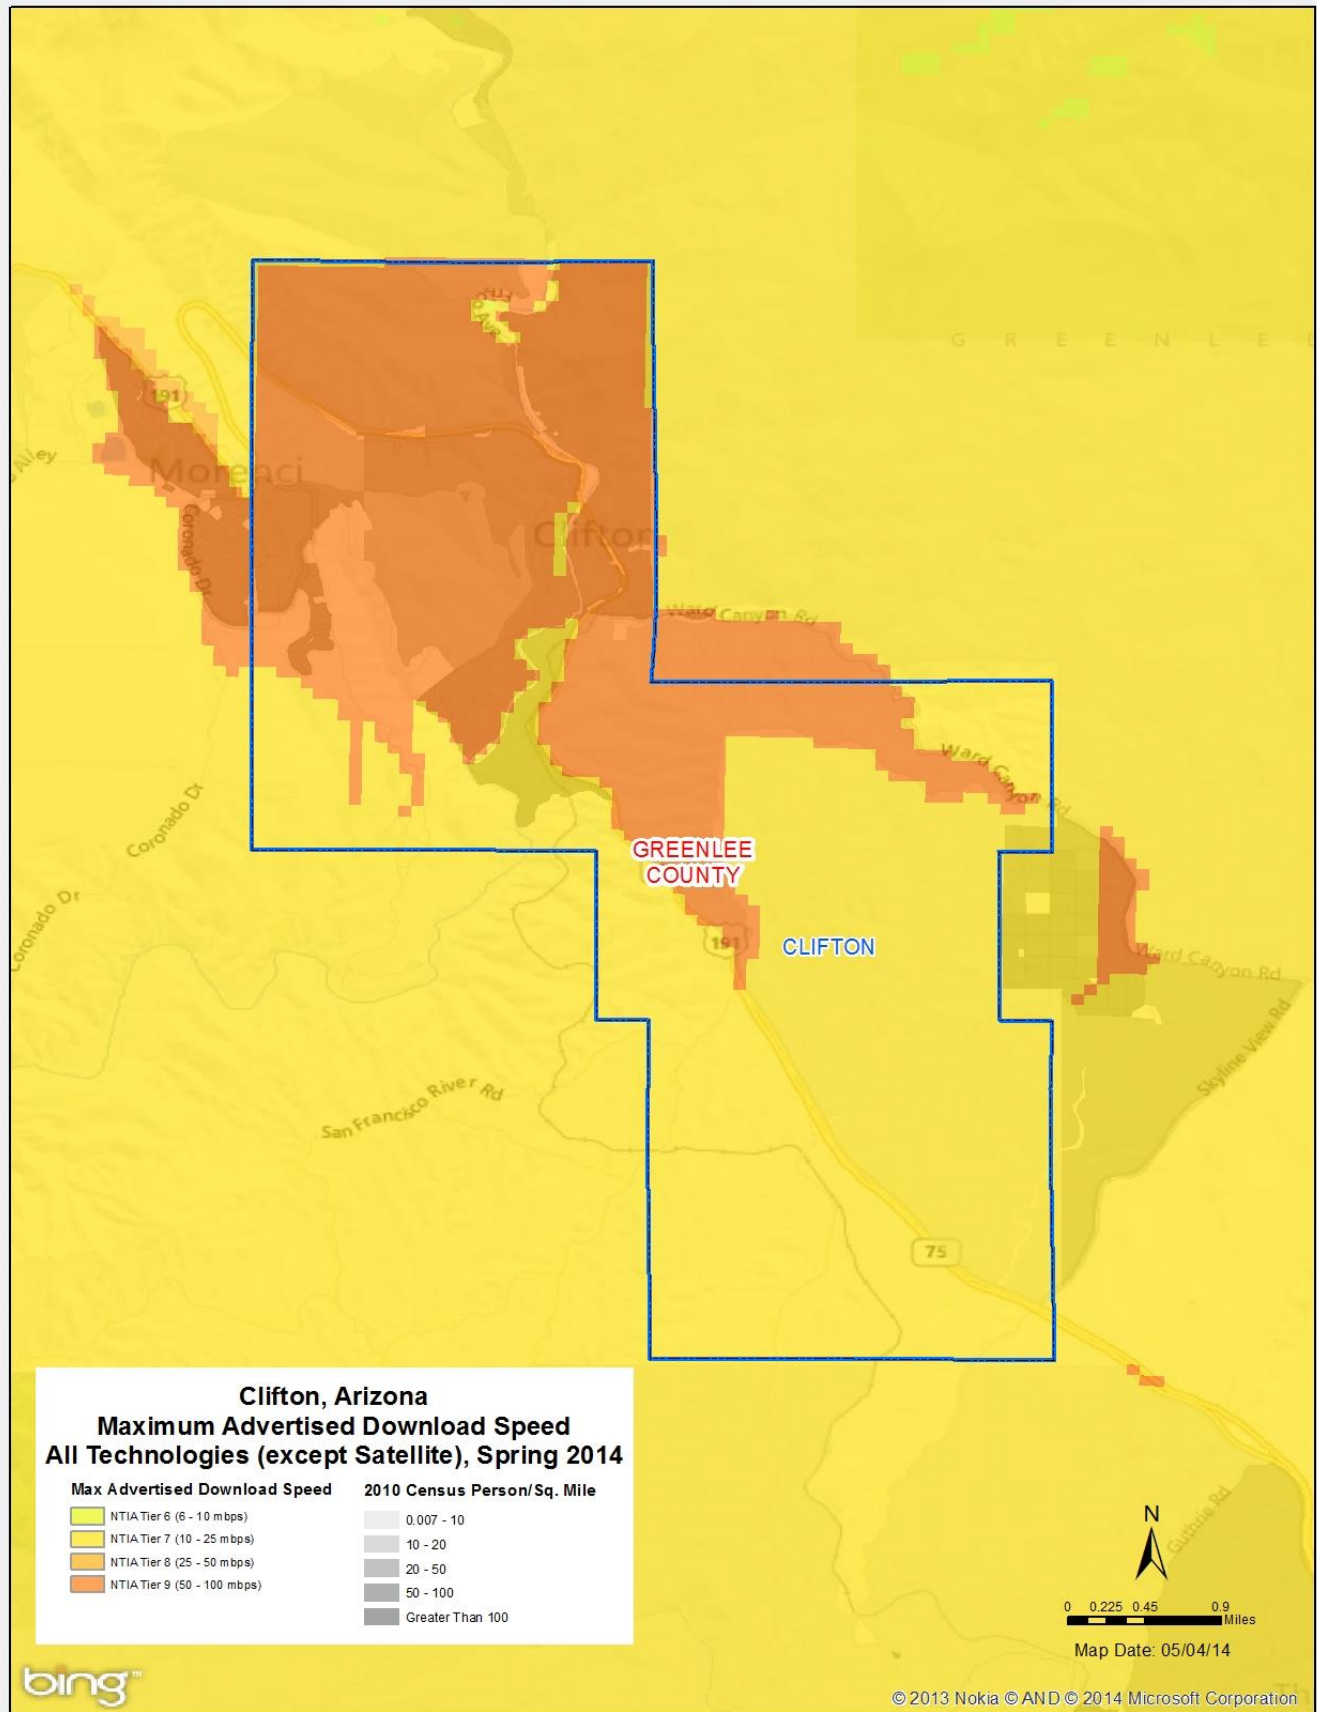 GREENLEE
191
Morenci
Coronado Dr
Clifton
Ward Canyon Rd
Ward Canyon Rd
Coronado Dr
GREENLEE
COUNTY
Coronado Dr
191
CLIFTON
Ward Canyon Rd
Skyline View Rd
San Francisco River Rd
75
Clifton, Arizona
Maximum Advertised Download Speed
All Technologies (except Satellite), Spring 2014
Max Advertised Download Speed
NTIA Tier 6 (6 - 10 mbps)
NTIA Tier 7 (10 - 25 mbps)
NTIA Tier 8 (25 - 50 mbps)
NTIA Tier 9 (50 - 100 mbps)
2010 Census Person/Sq. Mile
0.007 - 10
10 - 20
20 - 50
50 - 100
Greater Than 100
Guthrie Rd
N
0 0.225 0.45 0.9
Miles
Map Date: 05/04/14
bing™
© 2013 Nokia © AND © 2014 Microsoft Corporation